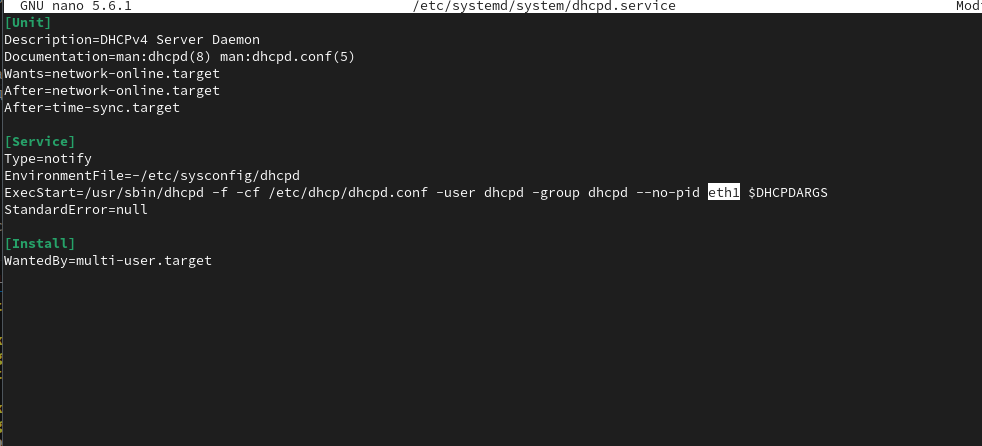 GNU nano 5.6.1 /etc/systemd/system/dhcpd.service Mod
[Unit]
Description=DHCPv4 Server Daemon
Documentation=man:dhcpd(8) man:dhcpd.conf(5)
Wants=network-online.target
After=network-online.target
After=time-sync.target
[Service]
Type=notify
EnvironmentFile=-/etc/sysconfig/dhcpd
ExecStart=/usr/sbin/dhcpd -f -cf /etc/dhcp/dhcpd.conf -user dhcpd -group dhcpd --no-pid eth1 $DHCPDARGS
StandardError=null
[Install]
WantedBy=multi-user.target